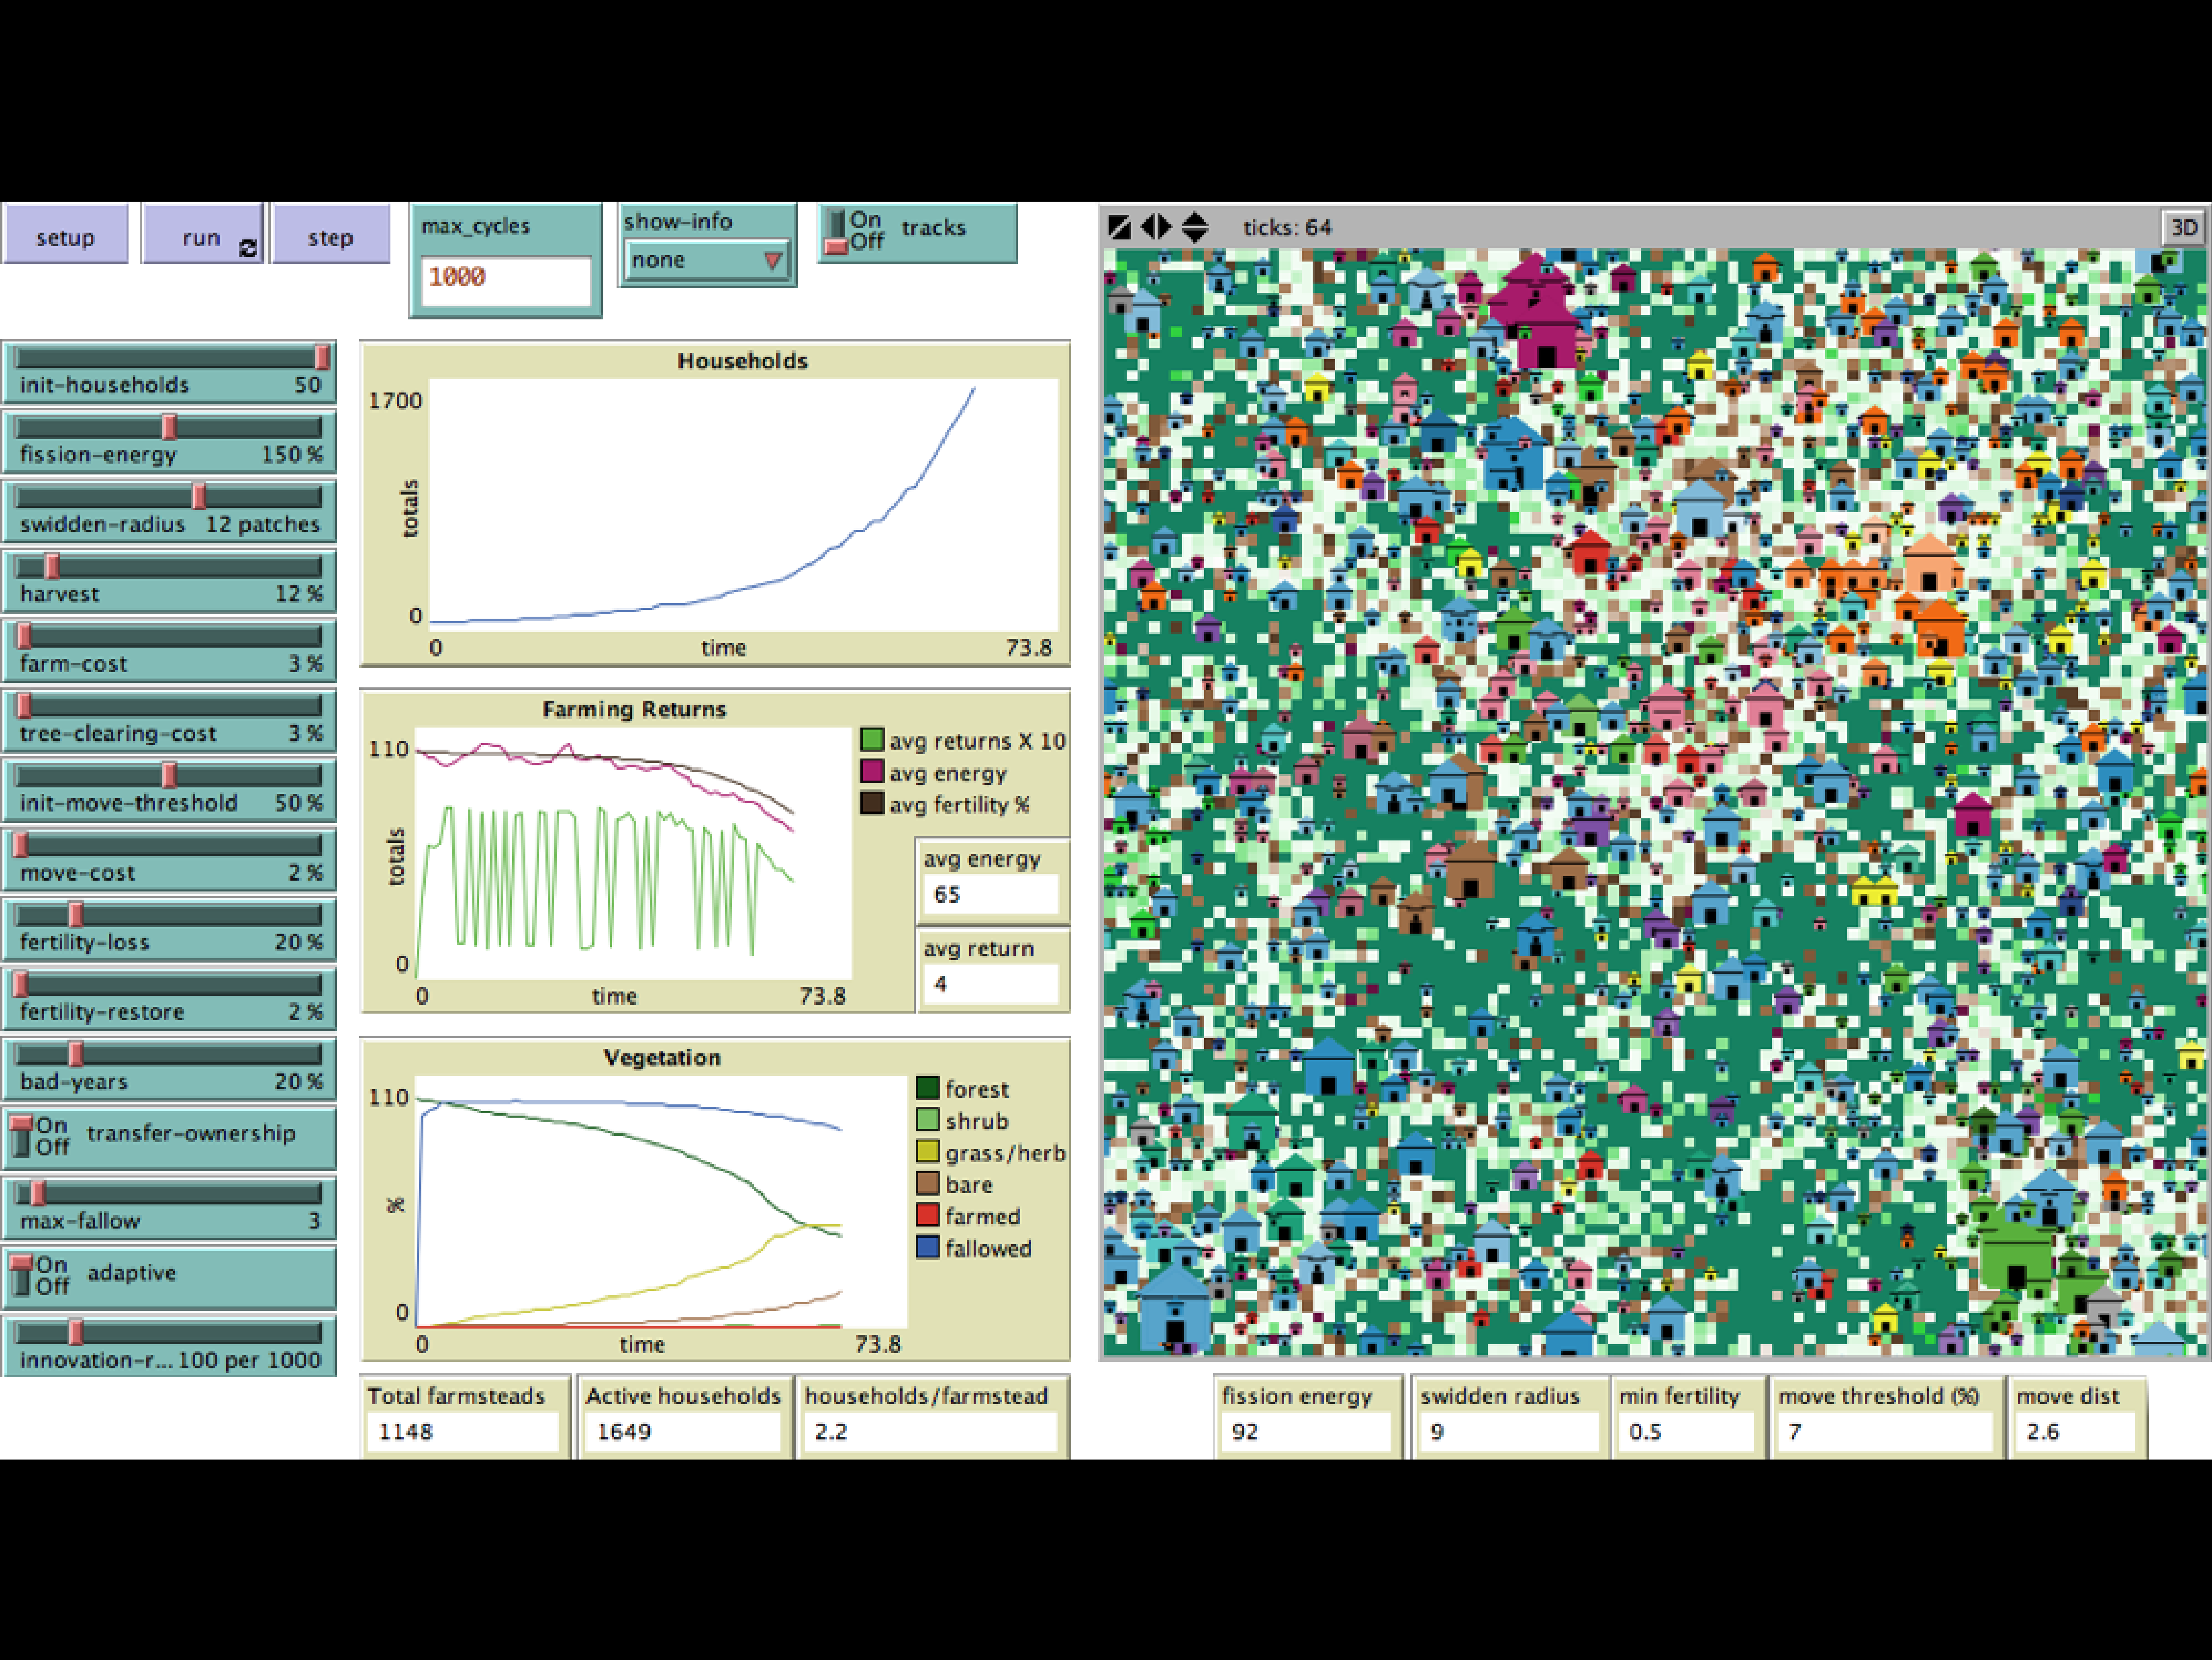 setup
run
step
max_cycles
1000
show-info
none
On
Off
tracks
ticks: 64
3D
init-households 50
fission-energy 150 %
swidden-radius 12 patches
harvest 12 %
farm-cost 3 %
tree-clearing-cost 3 %
init-move-threshold 50 %
move-cost 2 %
fertility-loss 20 %
fertility-restore 2 %
bad-years 20 %
On
Off
transfer-ownership
max-fallow 3
On
Off
adaptive
innovation-r... 100 per 1000
Households
1700
totals
0
0
time
73.8
Farming Returns
110
totals
0
0
time
73.8
avg returns X 10
avg energy
avg fertility %
avg energy
65
avg return
4
Vegetation
110
%
0
0
time
73.8
forest
shrub
grass/herb
bare
farmed
fallowed
Total farmsteads
1148
Active households
1649
households/farmstead
2.2
fission energy
92
swidden radius
9
min fertility
0.5
move threshold (%)
7
move dist
2.6